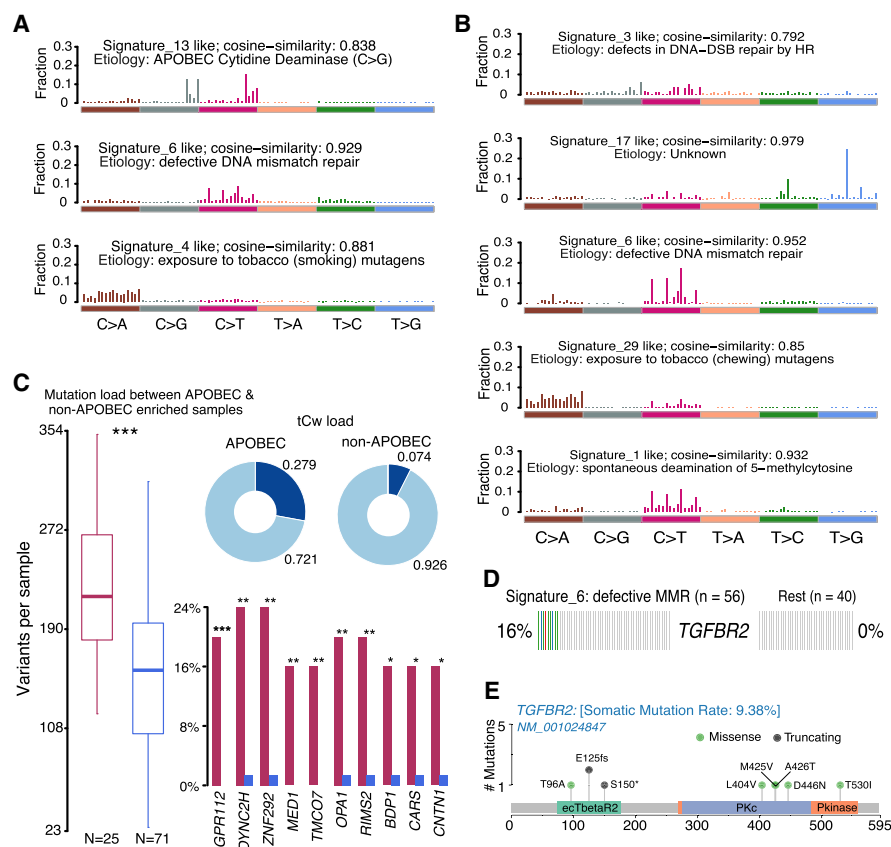 A
0.3
0.2
0.1
0
Fraction
Signature_13 like; cosine−similarity: 0.838
Etiology: APOBEC Cytidine Deaminase (C>G)
0.3
0.2
0.1
0
Fraction
Signature_6 like; cosine−similarity: 0.929
Etiology: defective DNA mismatch repair
0.3
0.2
0.1
0
Fraction
Signature_4 like; cosine−similarity: 0.881
Etiology: exposure to tobacco (smoking) mutagens
C>A C>G C>T T>A T>C T>G
B
0.3
0.2
0.1
0
Fraction
Signature_3 like; cosine−similarity: 0.792
Etiology: defects in DNA−DSB repair by HR
0.3
0.2
0.1
0
Fraction
Signature_17 like; cosine−similarity: 0.979
Etiology: Unknown
0.3
0.2
0.1
0
Fraction
Signature_6 like; cosine−similarity: 0.952
Etiology: defective DNA mismatch repair
0.3
0.2
0.1
0
Fraction
Signature_29 like; cosine−similarity: 0.85
Etiology: exposure to tobacco (chewing) mutagens
0.3
0.2
0.1
0
Fraction
Signature_1 like; cosine−similarity: 0.932
Etiology: spontaneous deamination of 5−methylcytosine
C>A C>G C>T T>A T>C T>G
C
Mutation load between APOBEC &
non-APOBEC enriched samples
354
272
190
108
23
Variants per sample
***
N=25 N=71
tCw load
APOBEC
0.279
0.721
non-APOBEC
0.074
0.926
24%
16%
8%
0%
*** ** ** ** ** ** ** * * *
GPR112
DYNC2H
ZNF292
MED1
TMCO7
OPA1
RIMS2
BDP1
CARS
CNTN1
D
Signature_6: defective MMR (n = 56) Rest (n = 40)
16% TGFBR2 0%
E
TGFBR2: [Somatic Mutation Rate: 9.38%]
NM_001024847
Missense Truncating
# Mutations
5
1
T96A
E125fs
S150*
L404V
M425V
A426T
D446N
T530I
ecTbetaR2 PKc Pkinase
0 100 200 300 400 500 595